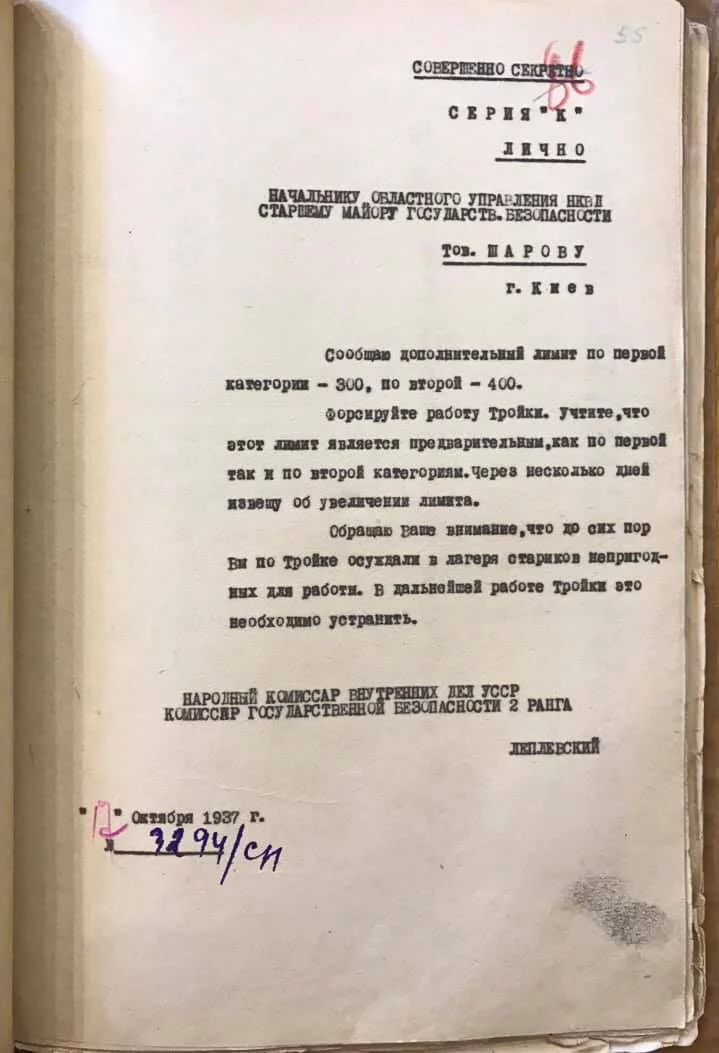 55
86
СОВЕРШЕННО СЕКРЕТНО
СЕРИЯ "К"
ЛИЧНО
НАЧАЛЬНИКУ ОБЛАСТНОГО УПРАВЛЕНИЯ НКВД
СТАРШЕМУ МАЙОРУ ГОСУДАРСТВ.БЕЗОПАСНОСТИ
Тов. ШАРОВУ
г. Киев
Сообщаю дополнительный лимит по первой
категории - 300, по второй - 400.
Форсируйте работу Тройки. Учтите,что
этот лимит является предварительным,как по первой
так и по второй категориям.Через несколько дней
извещу об увеличении лимита.
Обращаю Ваше внимание,что до сих пор
Вы по Тройке осуждали в лагеря стариков непригод-
ных для работы. В дальнейшей работе Тройки это
необходимо устранить.
НАРОДНЫЙ КОМИССАР ВНУТРЕННИХ ДЕЛ УССР
КОМИССИР ГОСУДАРСТВЕННОЙ БЕЗОПАСНОСТИ 2 РАНГА
ЛЕПЛЕВСКИЙ
"12" Октября 1937 г.
№ 3294/сп